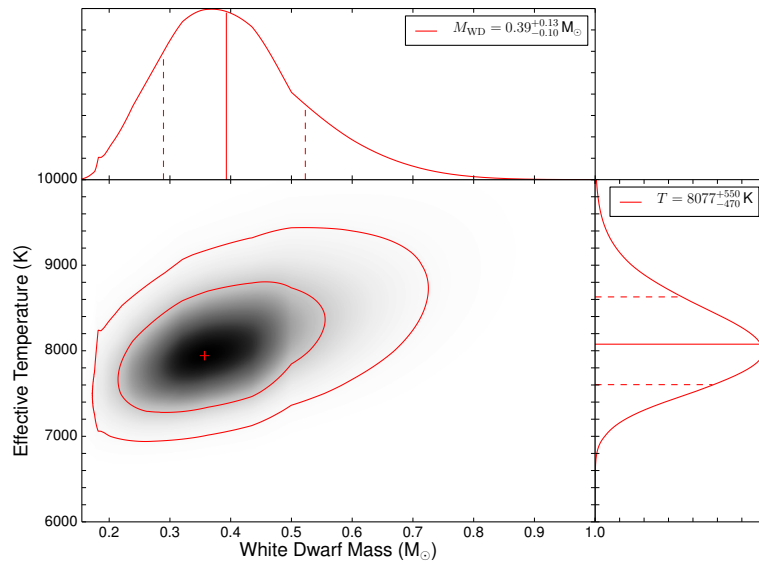 M_WD = 0.39^{+0.13}_{-0.10} M_⊙
10000
T = 8077^{+550}_{-470} K
9000
8000
7000
6000
Effective Temperature (K)
0.2 0.3 0.4 0.5 0.6 0.7 0.8 0.9 1.0
White Dwarf Mass (M_⊙)